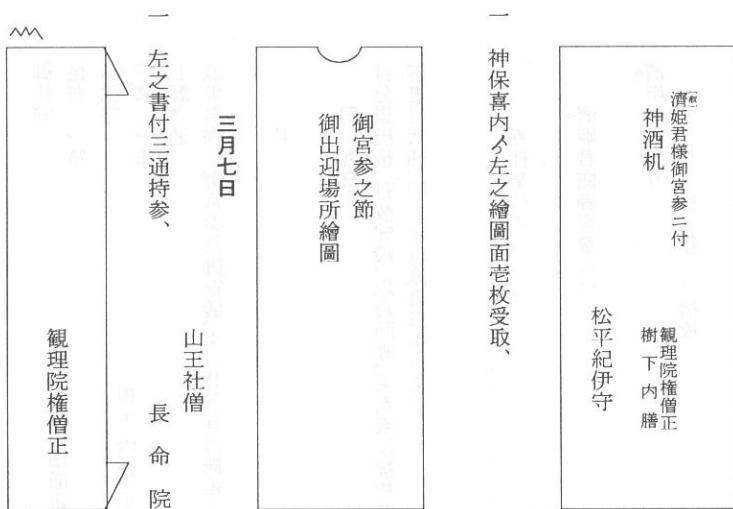 濟姫君様御宮参ニ付
神酒机
観理院権僧正
樹下内膳
松平紀伊守
一 神保喜内ゟ左之繪圖面壱枚受取、
御宮参之節
御出迎場所繪圖
三月七日
山王社僧
長命院
一 左之書付三通持参、
観理院権僧正